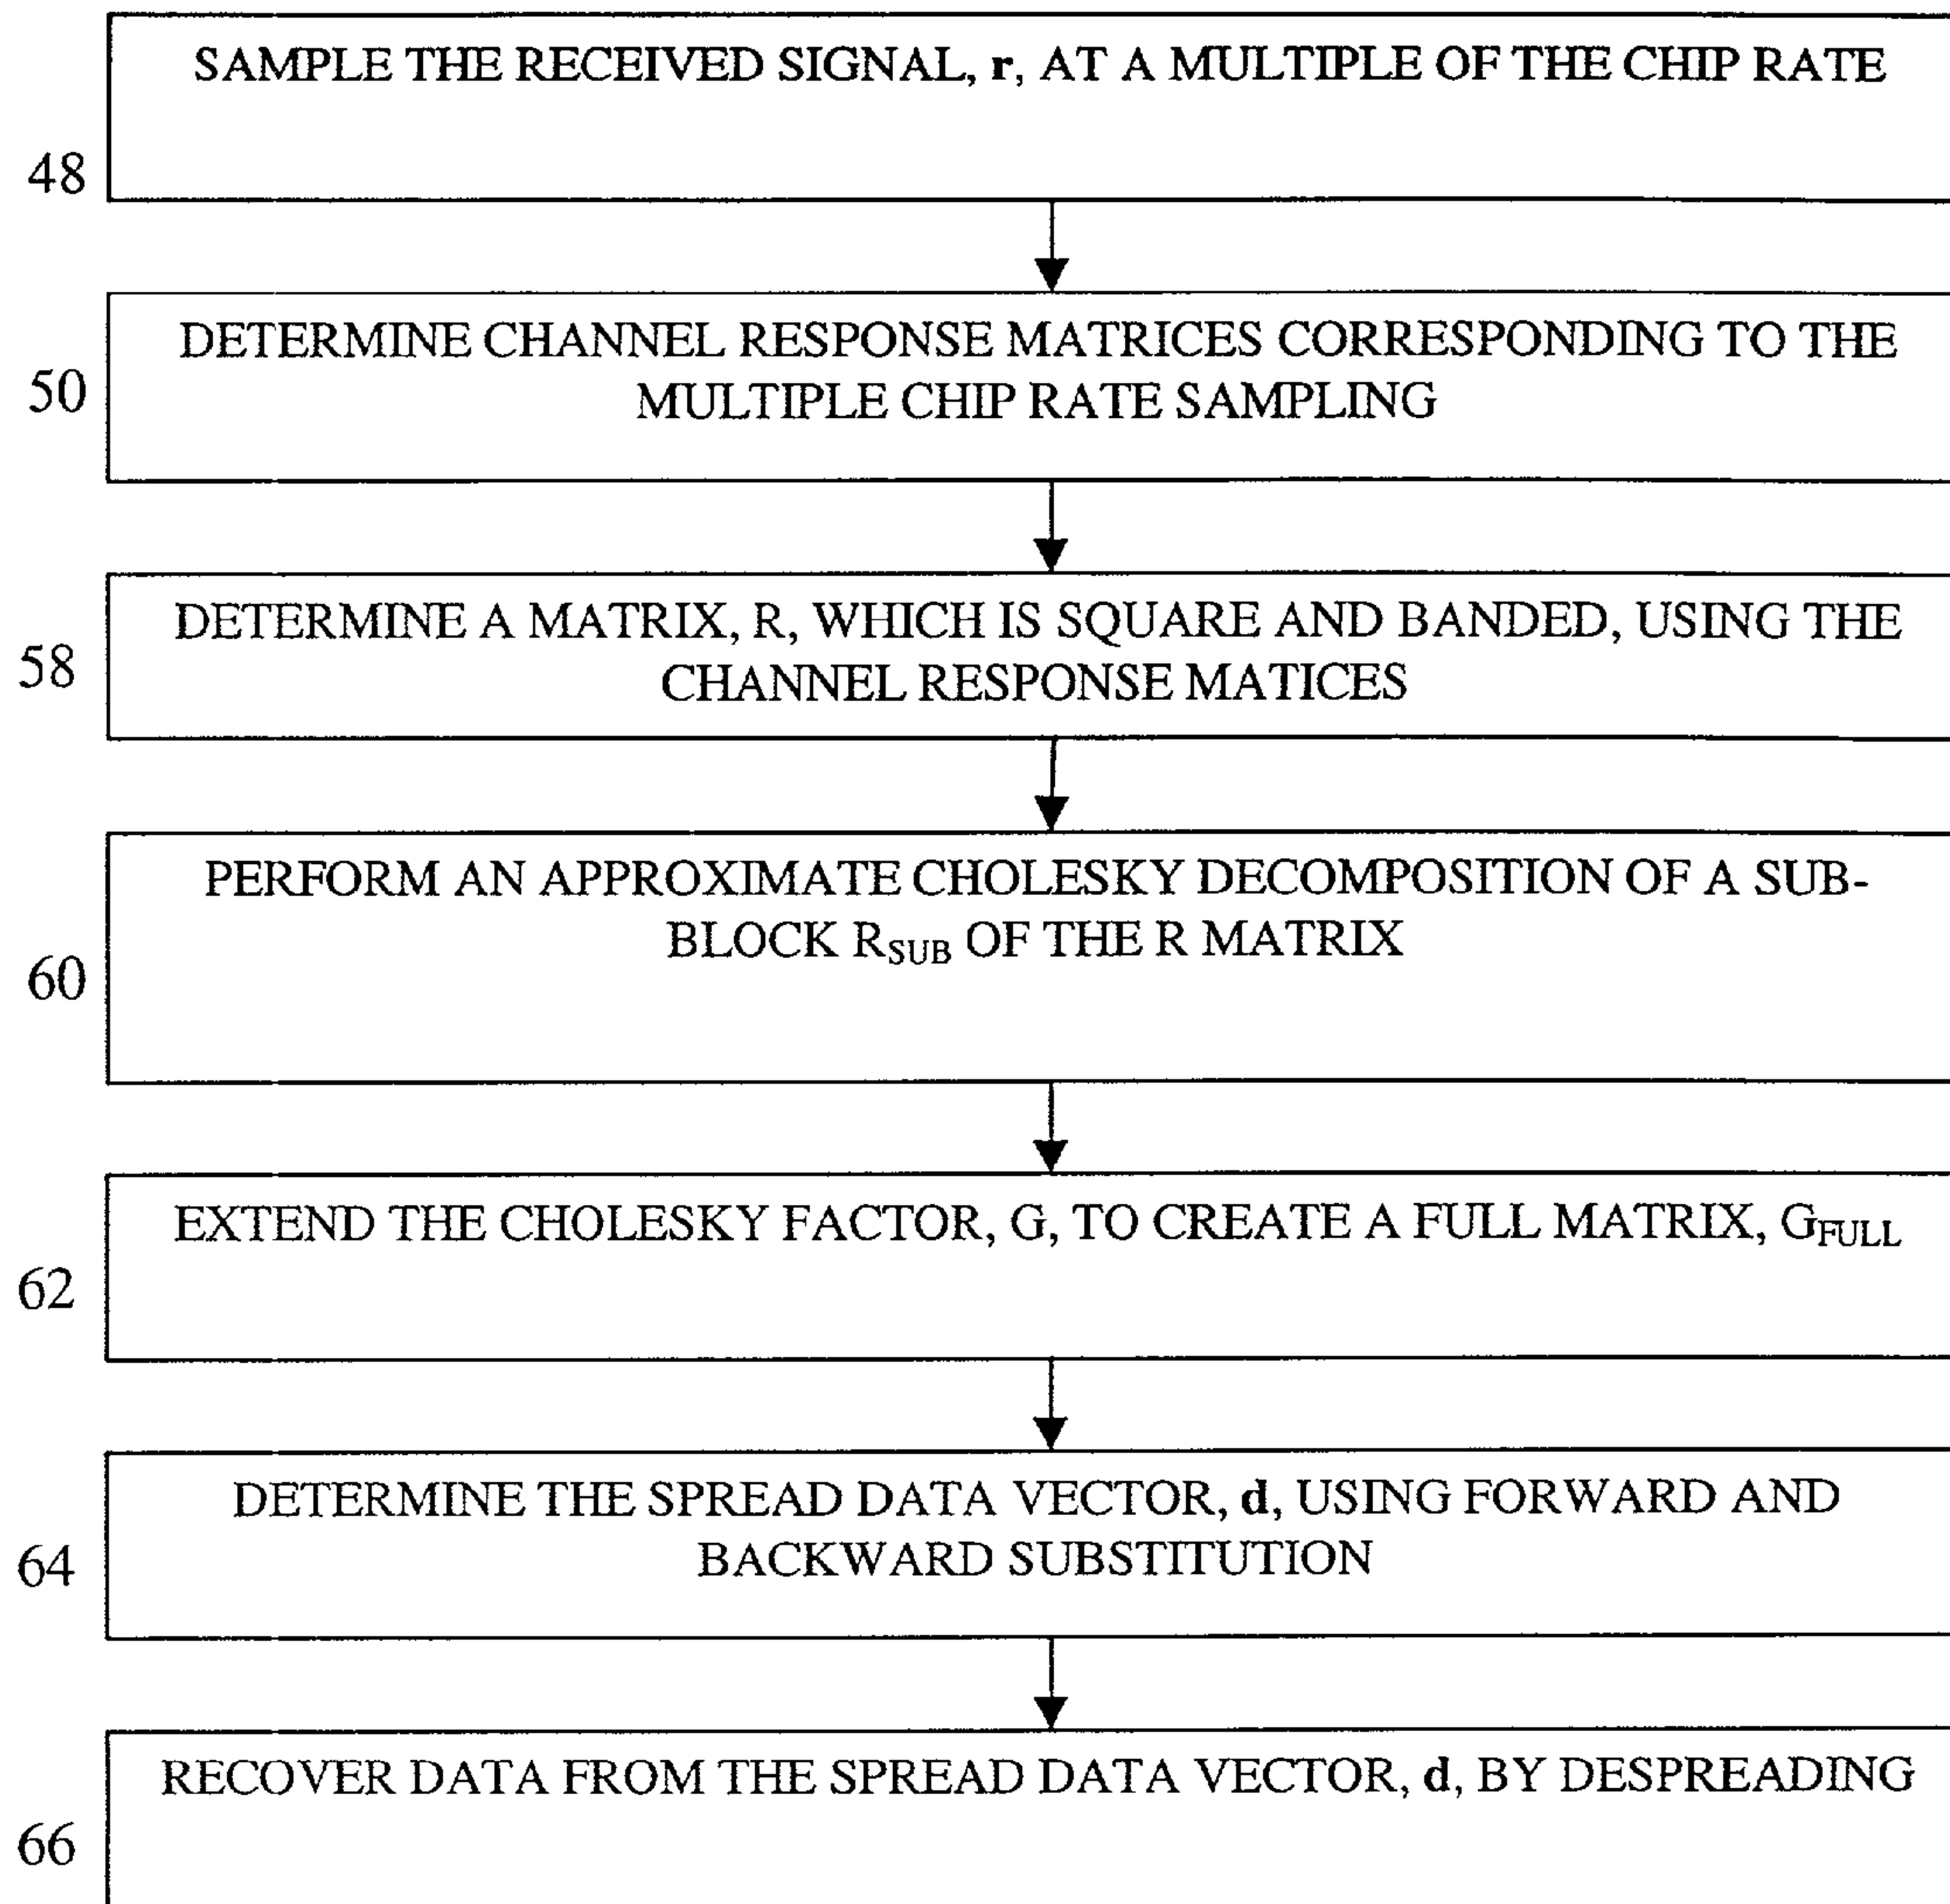 SAMPLE THE RECEIVED SIGNAL, r, AT A MULTIPLE OF THE CHIP RATE
48
DETERMINE CHANNEL RESPONSE MATRICES CORRESPONDING TO THE
MULTIPLE CHIP RATE SAMPLING
50
DETERMINE A MATRIX, R, WHICH IS SQUARE AND BANDED, USING THE
CHANNEL RESPONSE MATICES
58
PERFORM AN APPROXIMATE CHOLESKY DECOMPOSITION OF A SUB-
BLOCK RSUB OF THE R MATRIX
60
EXTEND THE CHOLESKY FACTOR, G, TO CREATE A FULL MATRIX, GFULL
62
DETERMINE THE SPREAD DATA VECTOR, d, USING FORWARD AND
BACKWARD SUBSTITUTION
64
RECOVER DATA FROM THE SPREAD DATA VECTOR, d, BY DESPREADING
66